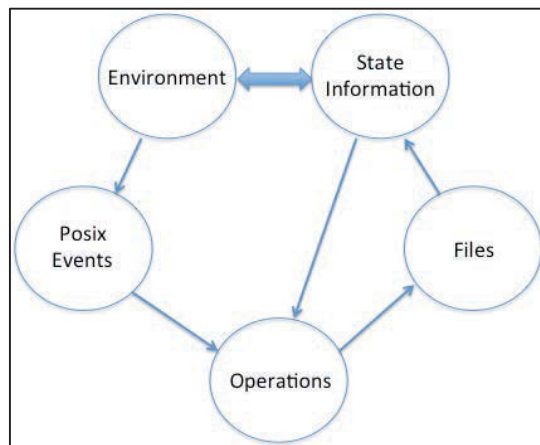 Environment
State
Information
Posix
Events
Files
Operations